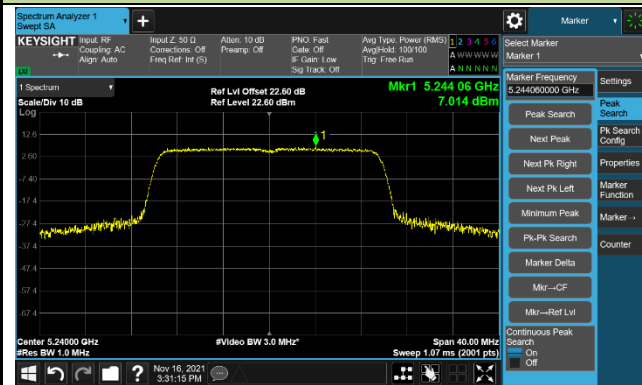 Spectrum Analyzer 1
Swept SA
Marker
KEYSIGHT
Input: RF
Coupling: AC
Align: Auto
Input Z: 50 Ω
Corrections: Off
Freq Ref: Int (S)
Atten: 10 dB
Preamp: Off
PNO: Fast
Gate: Off
IF Gain: Low
Sig Track: Off
Avg Type: Power (RMS)
Avg|Hold: 100/100
Trig: Free Run
1 2 3 4 5 6
A W W W W W
A N N N N N
LW
Select Marker
Marker 1
1 Spectrum
Scale/Div 10 dB
Log
Ref Lvl Offset 22.60 dB
Ref Level 22.60 dBm
Mkr1 5.244 06 GHz
7.014 dBm
Marker Frequency
5.244060000 GHz
Settings
Peak Search
Peak
Search
Next Peak
Pk Search
Config
Next Pk Right
Properties
Next Pk Left
Marker
Function
Minimum Peak
Marker→
Pk-Pk Search
Counter
Marker Delta
Mkr→CF
Mkr→Ref Lvl
Continuous Peak
Search
On
Off
12.6
2.60
-7.40
-17.4
-27.4
-37.4
-47.4
-57.4
-67.4
1
Center 5.24000 GHz
#Res BW 1.0 MHz
#Video BW 3.0 MHz*
Span 40.00 MHz
Sweep 1.07 ms (2001 pts)
?
Nov 16, 2021
3:31:15 PM